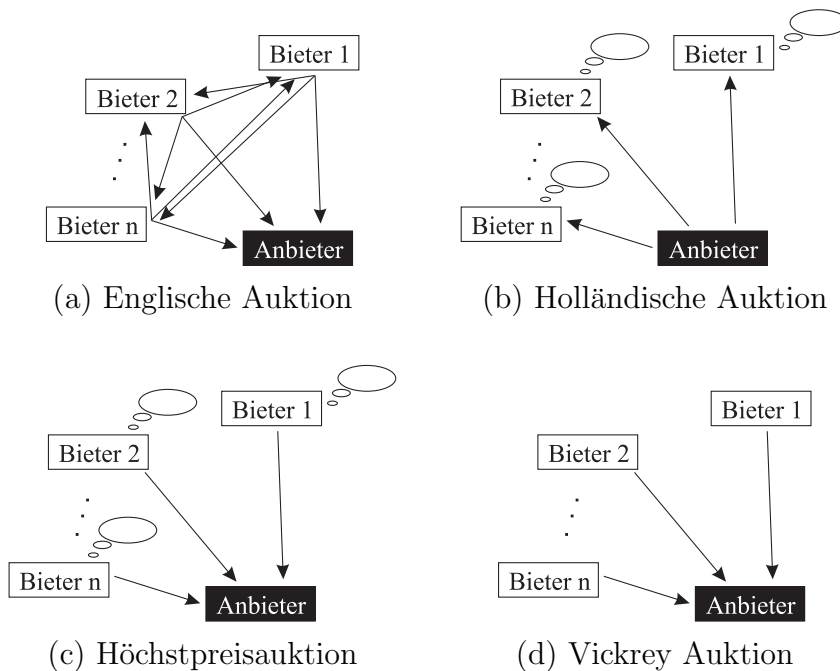 Bieter 1
Bieter 2
Bieter n
Anbieter
(a) Englische Auktion
Bieter 1
Bieter 2
Bieter n
Anbieter
(b) Holländische Auktion
Bieter 1
Bieter 2
Bieter n
Anbieter
(c) Höchstpreisauktion
Bieter 1
Bieter 2
Bieter n
Anbieter
(d) Vickrey Auktion